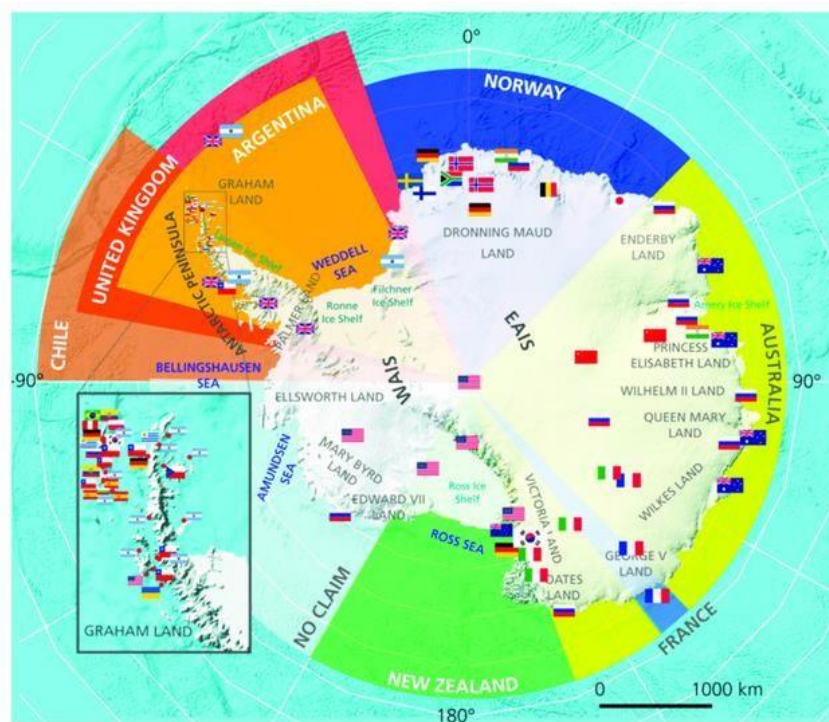 0°
NORWAY
ARGENTINA
UNITED KINGDOM
CHILE
GRAHAM
LAND
ANTARCTIC PENINSULA
PALMER LAND
WEDDELL
SEA
Filchner
Ice Shelf
Ronne
Ice Shelf
DRONNING MAUD
LAND
ENDERBY
LAND
Amery Ice Shelf
PRINCESS
ELISABETH LAND
AUSTRALIA
EAIS
WAIS
BELLINGSHAUSEN
SEA
-90°
90°
WILHELM II LAND
QUEEN MARY
LAND
ELLSWORTH LAND
AMUNDSEN
SEA
MARY BYRD
LAND
EDWARD VII
LAND
Ross Ice
Shelf
ROSS SEA
VICTORIA LAND
WILKES LAND
GEORGE V
LAND
OATES
LAND
FRANCE
NO CLAIM
NEW ZEALAND
GRAHAM LAND
0 1000 km
180°